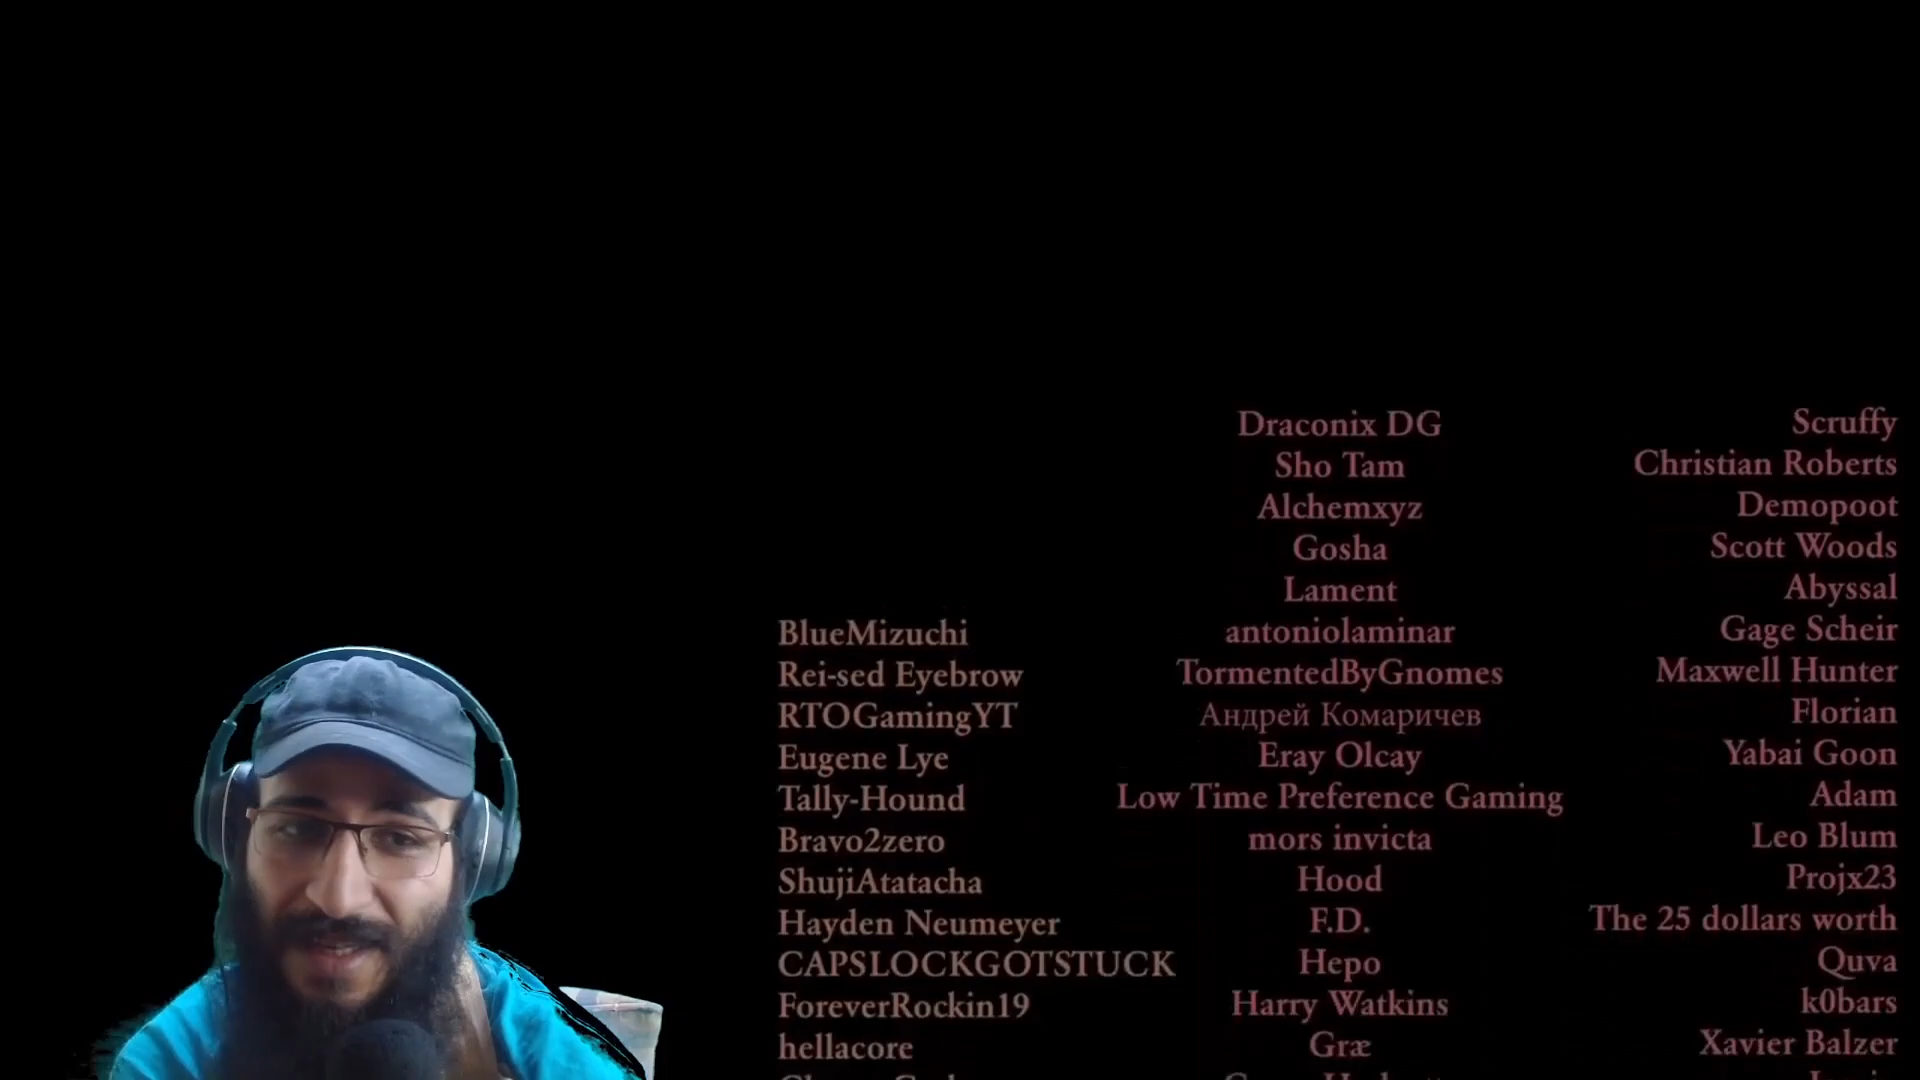 BlueMizuchi
Rei-sed Eyebrow
RTOGamingYT
Eugene Lye
Tally-Hound
Bravo2zero
ShujiAtatacha
Hayden Neumeyer
CAPSLOCKGOTSTUCK
ForeverRockin19
hellacore
Draconix DG
Sho Tam
Alchemxyz
Gosha
Lament
antoniolaminar
TormentedByGnomes
Андрей Комаричев
Eray Olcay
Low Time Preference Gaming
mors invicta
Hood
F.D.
Hepo
Harry Watkins
Græ
Scruffy
Christian Roberts
Demopoot
Scott Woods
Abyssal
Gage Scheir
Maxwell Hunter
Florian
Yabai Goon
Adam
Leo Blum
Projx23
The 25 dollars worth
Quva
k0bars
Xavier Balzer